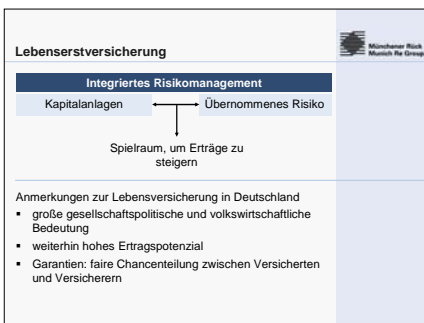 Lebenserstversicherung
Münchener Rück
Munich Re Group
Integriertes Risikomanagement
Kapitalanlagen
Übernommenes Risiko
Spielraum, um Erträge zu
steigern
Anmerkungen zur Lebensversicherung in Deutschland
▪ große gesellschaftspolitische und volkswirtschaftliche
Bedeutung
▪ weiterhin hohes Ertragspotenzial
▪ Garantien: faire Chancenteilung zwischen Versicherten
und Versicherern